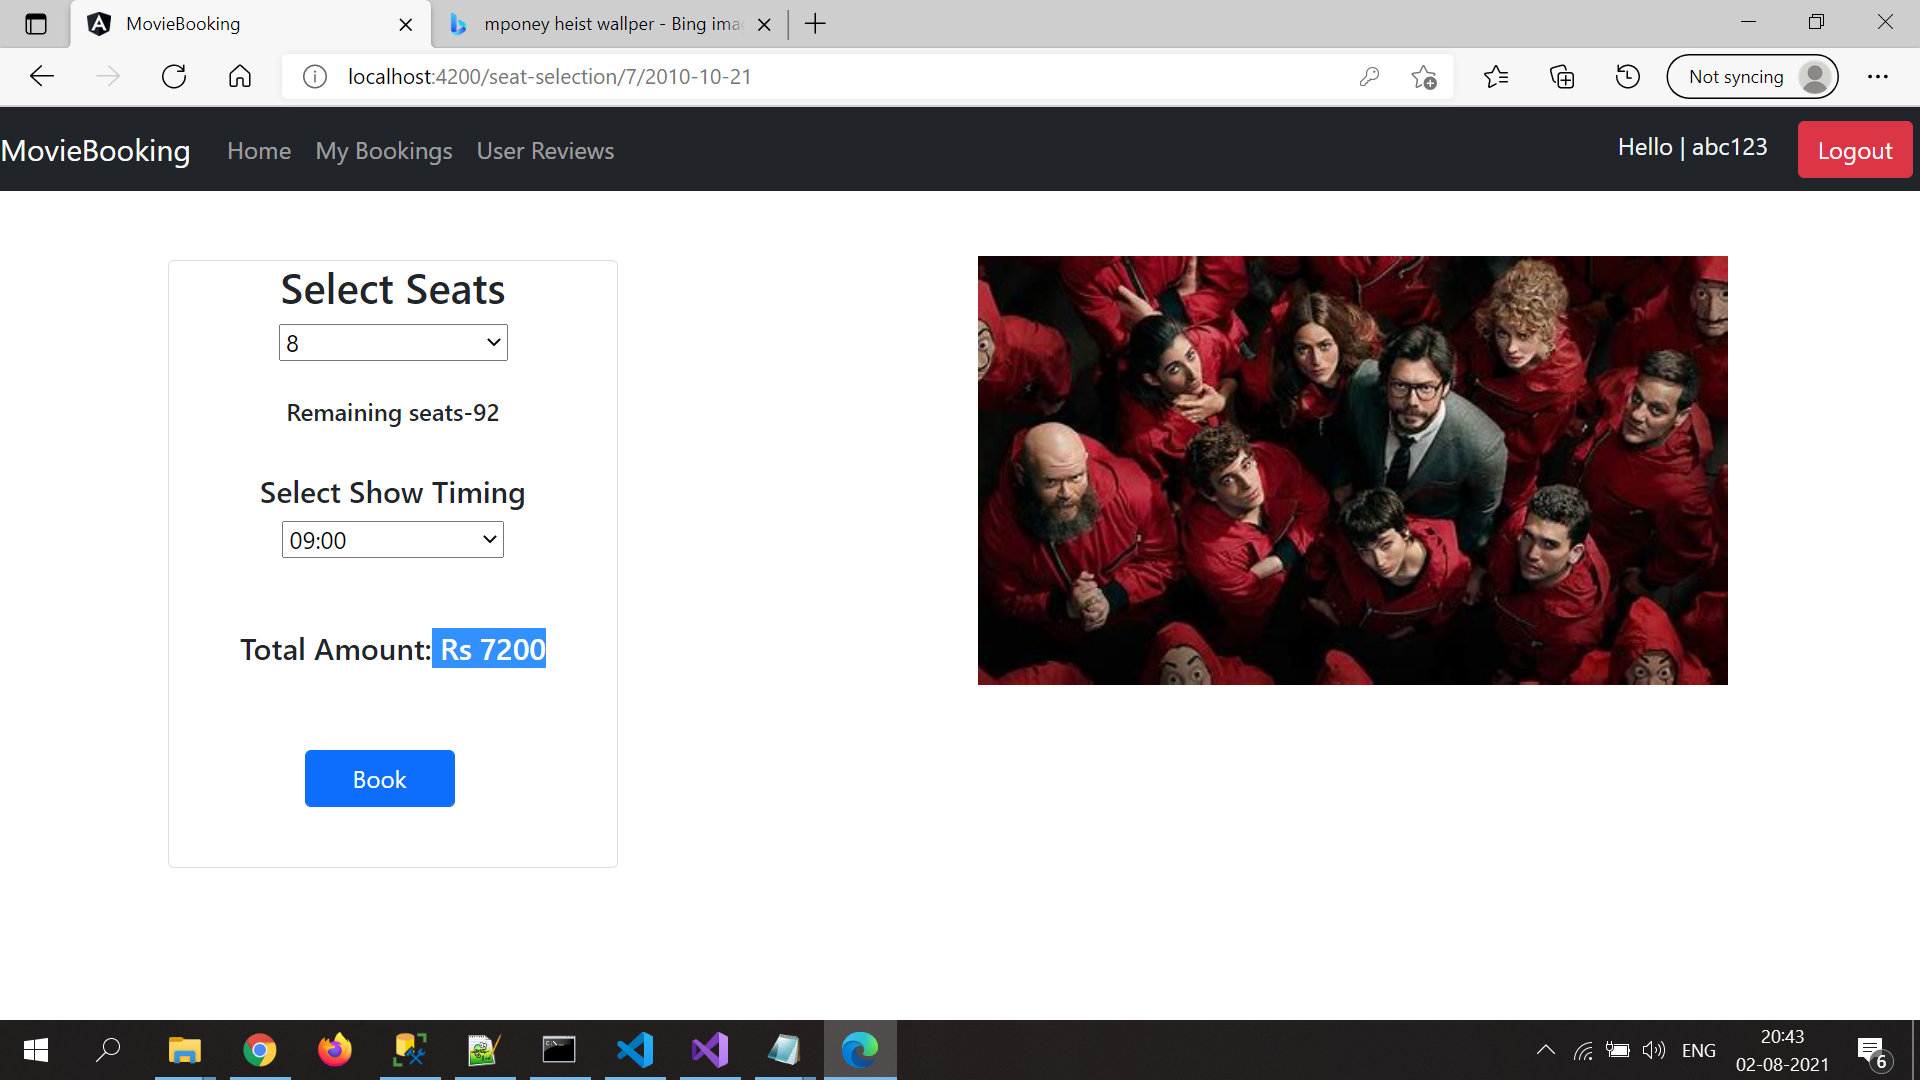 MovieBooking
mponey heist wallper - Bing ima
localhost:4200/seat-selection/7/2010-10-21
Not syncing
MovieBooking Home My Bookings User Reviews Hello | abc123 Logout
Select Seats
8
Remaining seats-92
Select Show Timing
09:00
Total Amount: Rs 7200
Book
ENG
20:43
02-08-2021
6